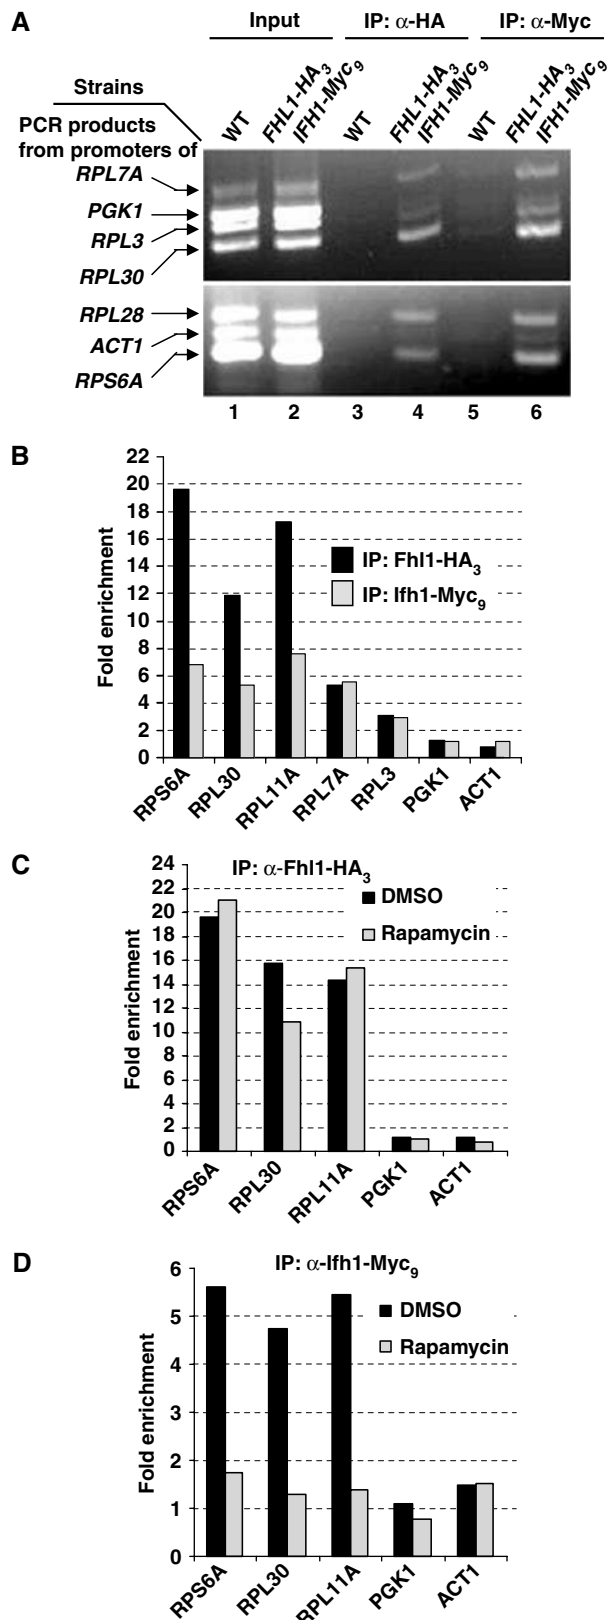 A
Input
IP: α-HA
IP: α-Myc
Strains
WT
FHL1-HA3
IFH1-Myc9
WT
FHL1-HA3
IFH1-Myc9
WT
FHL1-HA3
IFH1-Myc9
PCR products
from promoters of
RPL7A
PGK1
RPL3
RPL30
RPL28
ACT1
RPS6A
1 2 3 4 5 6
B
Fold enrichment
22
20
18
16
14
12
10
8
6
4
2
0
IP: Fhl1-HA3
IP: Ifh1-Myc9
RPS6A
RPL30
RPL11A
RPL7A
RPL3
PGK1
ACT1
C
IP: α-Fhl1-HA3
Fold enrichment
24
22
20
18
16
14
12
10
8
6
4
2
0
DMSO
Rapamycin
RPS6A
RPL30
RPL11A
PGK1
ACT1
D
IP: α-Ifh1-Myc9
Fold enrichment
6
5
4
3
2
1
0
DMSO
Rapamycin
RPS6A
RPL30
RPL11A
PGK1
ACT1